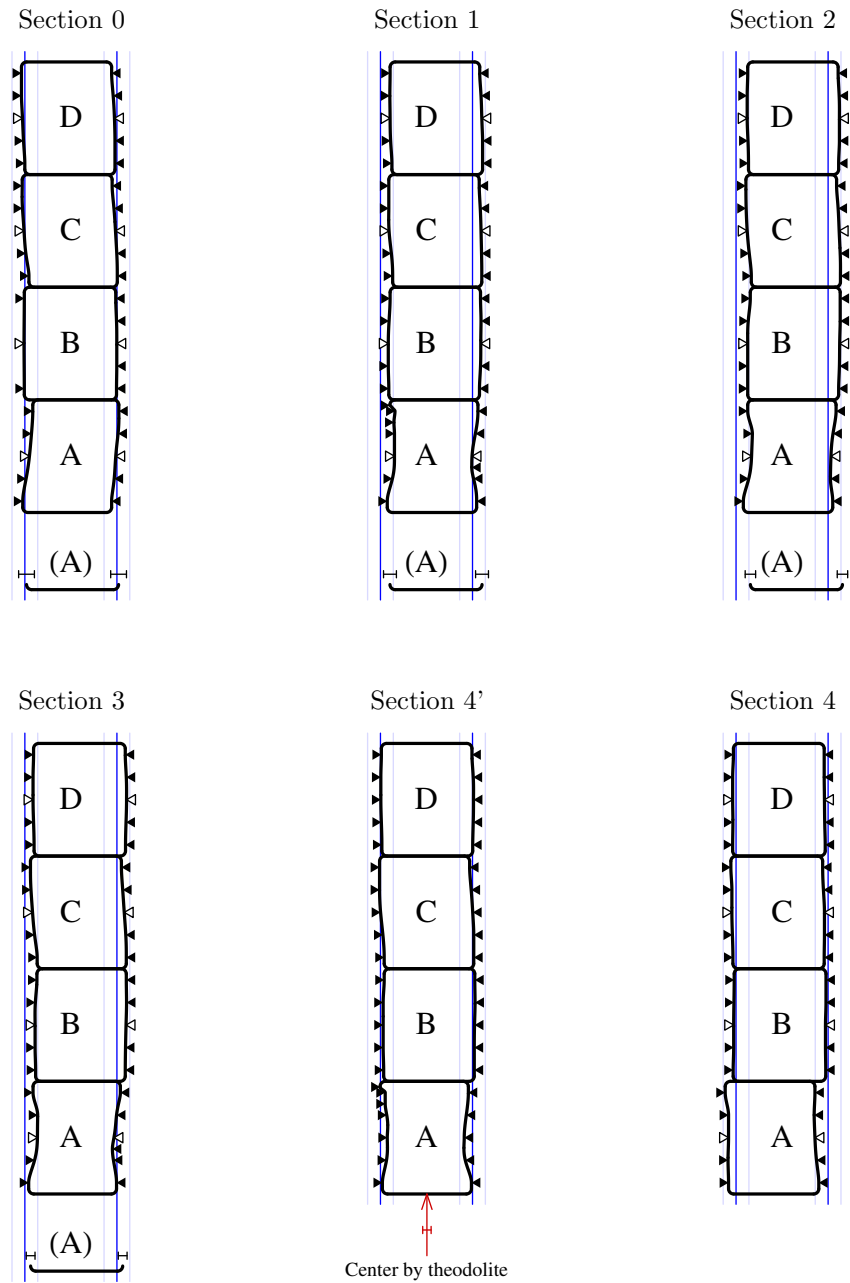 Section 0 Section 1 Section 2
D D D
C C C
B B B
A A A
(A) (A) (A)
Section 3 Section 4' Section 4
D D D
C C C
B B B
A A A
(A)
Center by theodolite